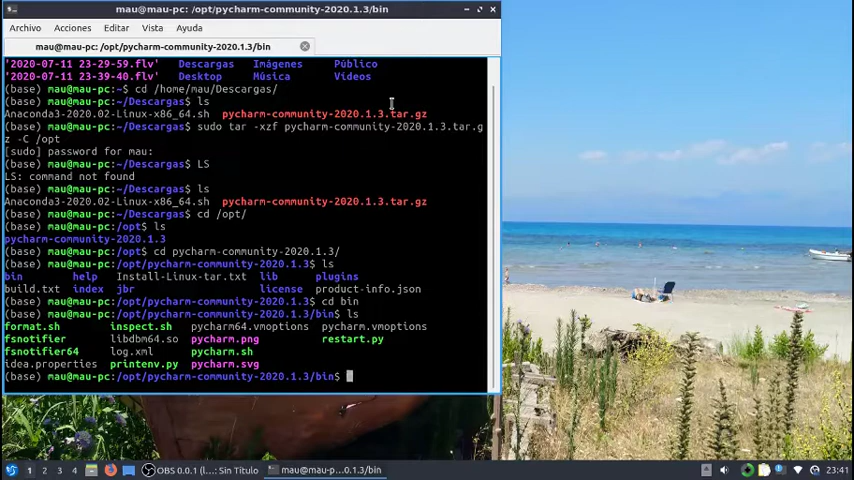 mau@mau-pc: /opt/pycharm-community-2020.1.3/bin
Archivo Acciones Editar Vista Ayuda
mau@mau-pc: /opt/pycharm-community-2020.1.3/bin
'2020-07-11 23-29-59.flv' Descargas Imágenes Público
'2020-07-11 23-39-40.flv' Desktop Música Vídeos
(base) mau@mau-pc:~$ cd /home/mau/Descargas/
(base) mau@mau-pc:~/Descargas$ ls
Anaconda3-2020.02-Linux-x86_64.sh pycharm-community-2020.1.3.tar.gz
(base) mau@mau-pc:~/Descargas$ sudo tar -xzf pycharm-community-2020.1.3.tar.g
z -C /opt
[sudo] password for mau:
(base) mau@mau-pc:~/Descargas$ LS
LS: command not found
(base) mau@mau-pc:~/Descargas$ ls
Anaconda3-2020.02-Linux-x86_64.sh pycharm-community-2020.1.3.tar.gz
(base) mau@mau-pc:~/Descargas$ cd /opt/
(base) mau@mau-pc:/opt$ ls
pycharm-community-2020.1.3
(base) mau@mau-pc:/opt$ cd pycharm-community-2020.1.3/
(base) mau@mau-pc:/opt/pycharm-community-2020.1.3$ ls
bin help Install-Linux-tar.txt lib plugins
build.txt index jbr license product-info.json
(base) mau@mau-pc:/opt/pycharm-community-2020.1.3$ cd bin
(base) mau@mau-pc:/opt/pycharm-community-2020.1.3/bin$ ls
format.sh inspect.sh pycharm64.vmoptions pycharm.vmoptions
fsnotifier libdbm64.so pycharm.png restart.py
fsnotifier64 log.xml pycharm.sh
idea.properties printenv.py pycharm.svg
(base) mau@mau-pc:/opt/pycharm-community-2020.1.3/bin$
1 2 3 4 OBS 0.0.1 (l...: Sin Título mau@mau-p...0.1.3/bin 23:41